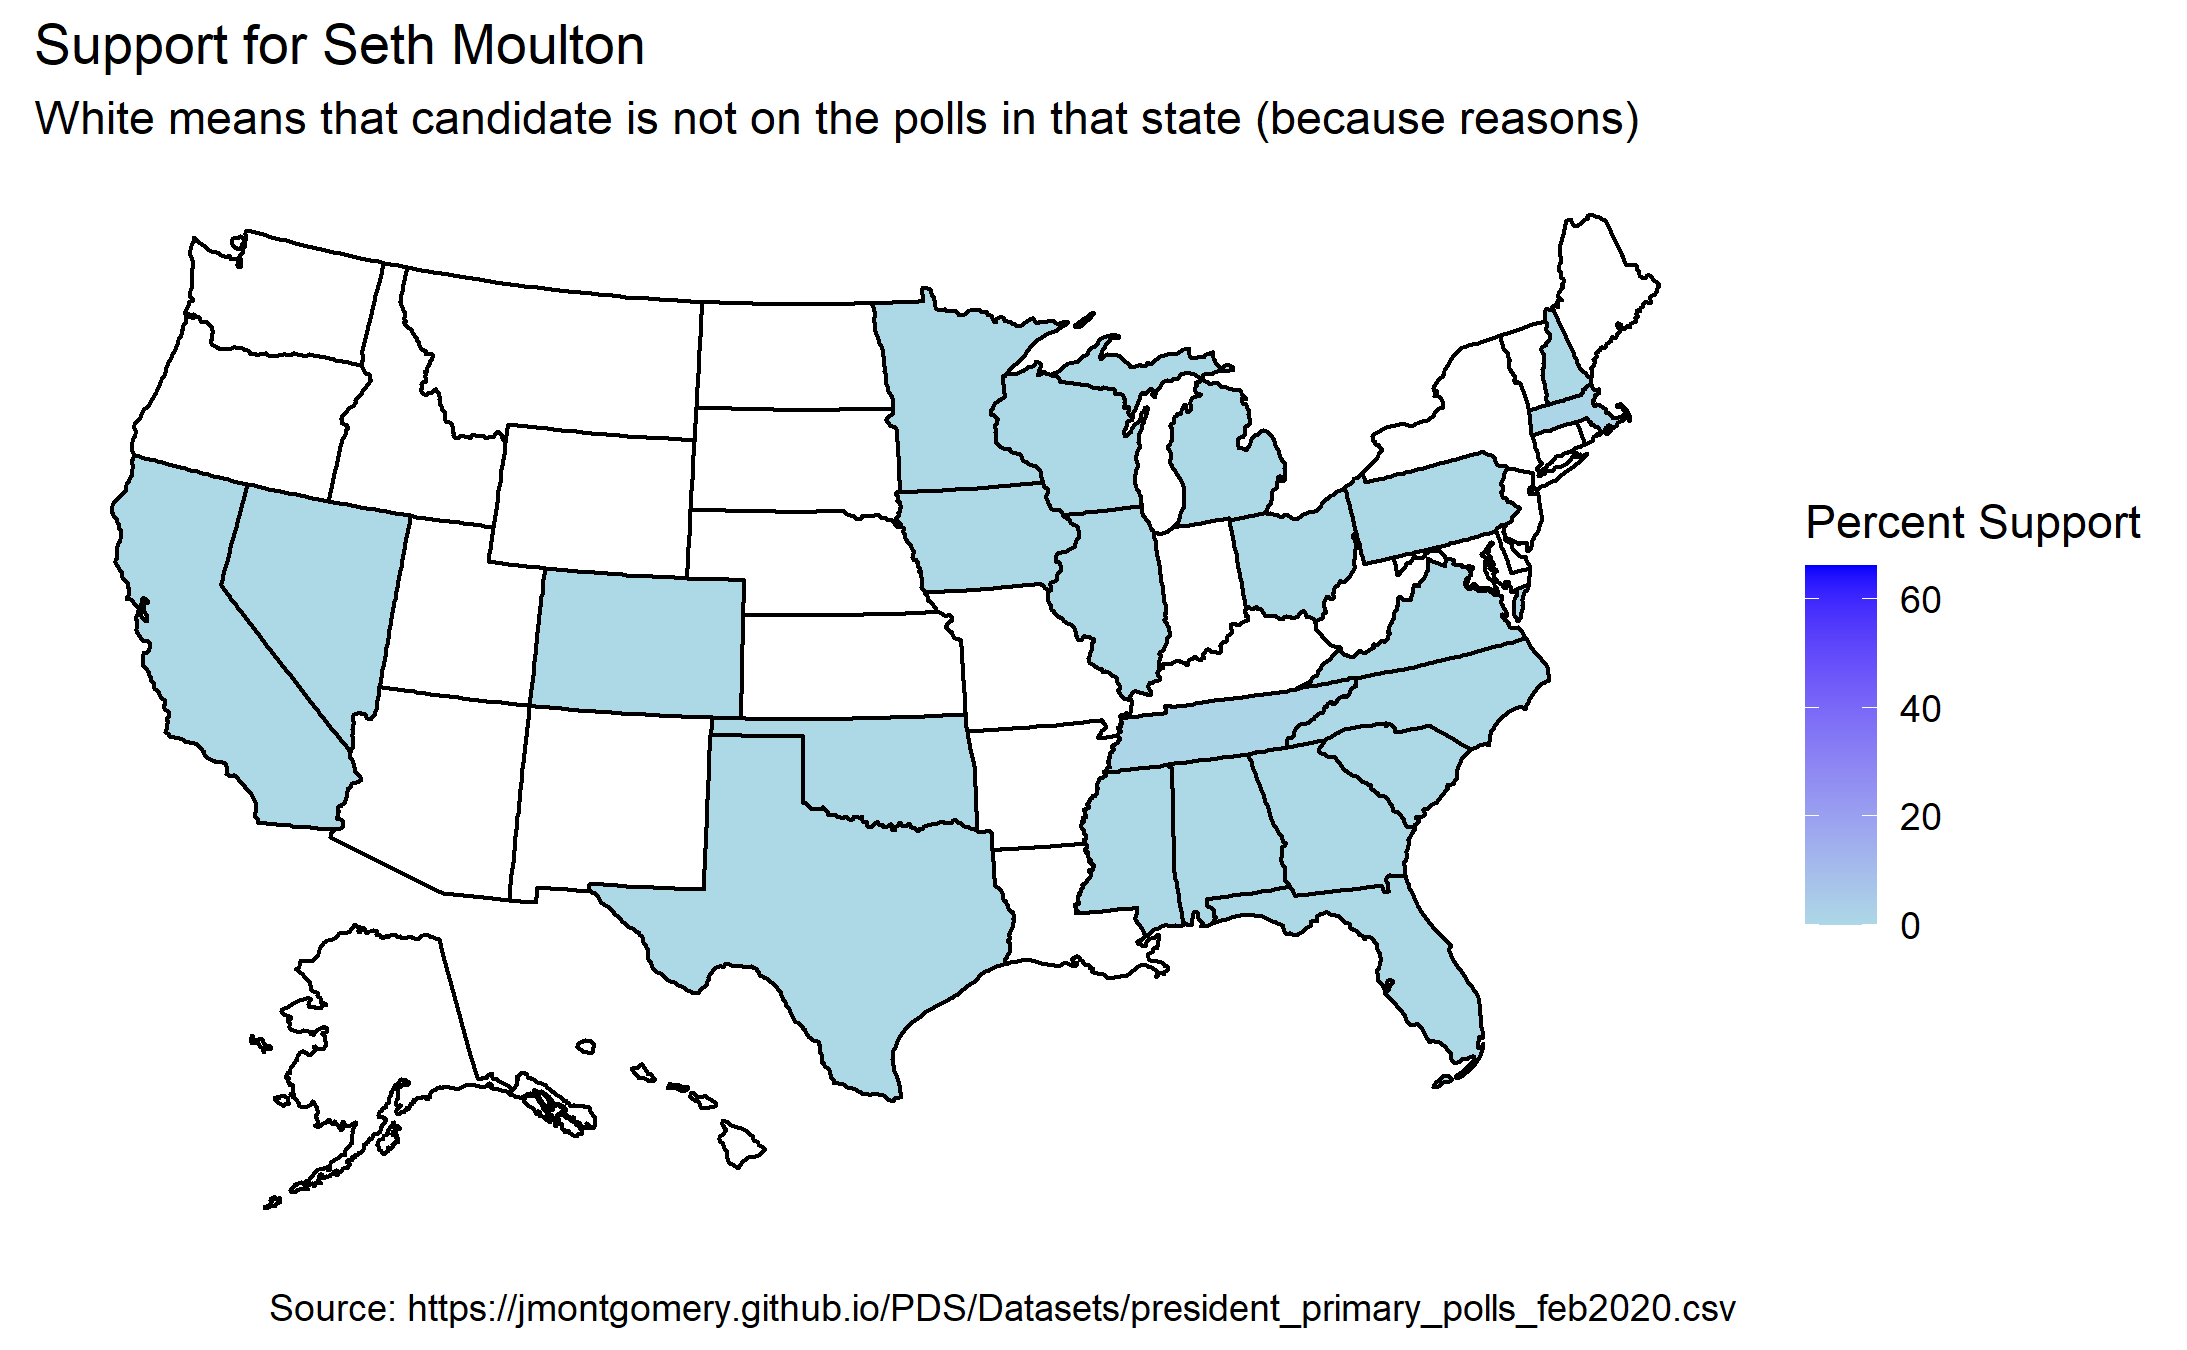 Support for Seth Moulton
White means that candidate is not on the polls in that state (because reasons)
Percent Support
60
40
20
0
Source: https://jmontgomery.github.io/PDS/Datasets/president_primary_polls_feb2020.csv